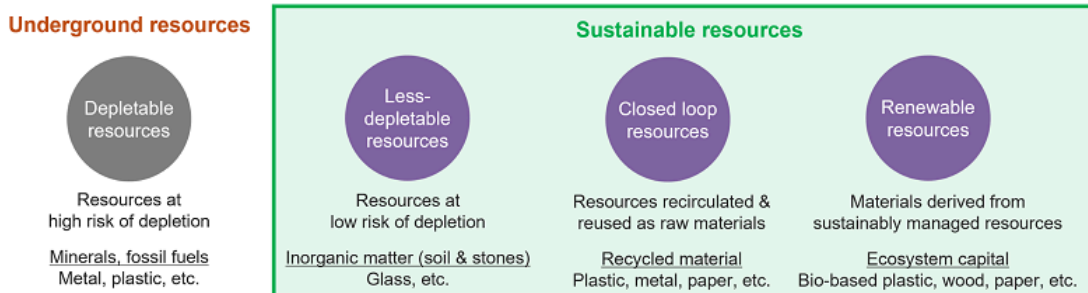 Underground resources
Depletable
resources
Resources at
high risk of depletion
Minerals, fossil fuels
Metal, plastic, etc.
Sustainable resources
Less-
depletable
resources
Resources at
low risk of depletion
Inorganic matter (soil & stones)
Glass, etc.
Closed loop
resources
Resources recirculated &
reused as raw materials
Recycled material
Plastic, metal, paper, etc.
Renewable
resources
Materials derived from
sustainably managed resources
Ecosystem capital
Bio-based plastic, wood, paper, etc.